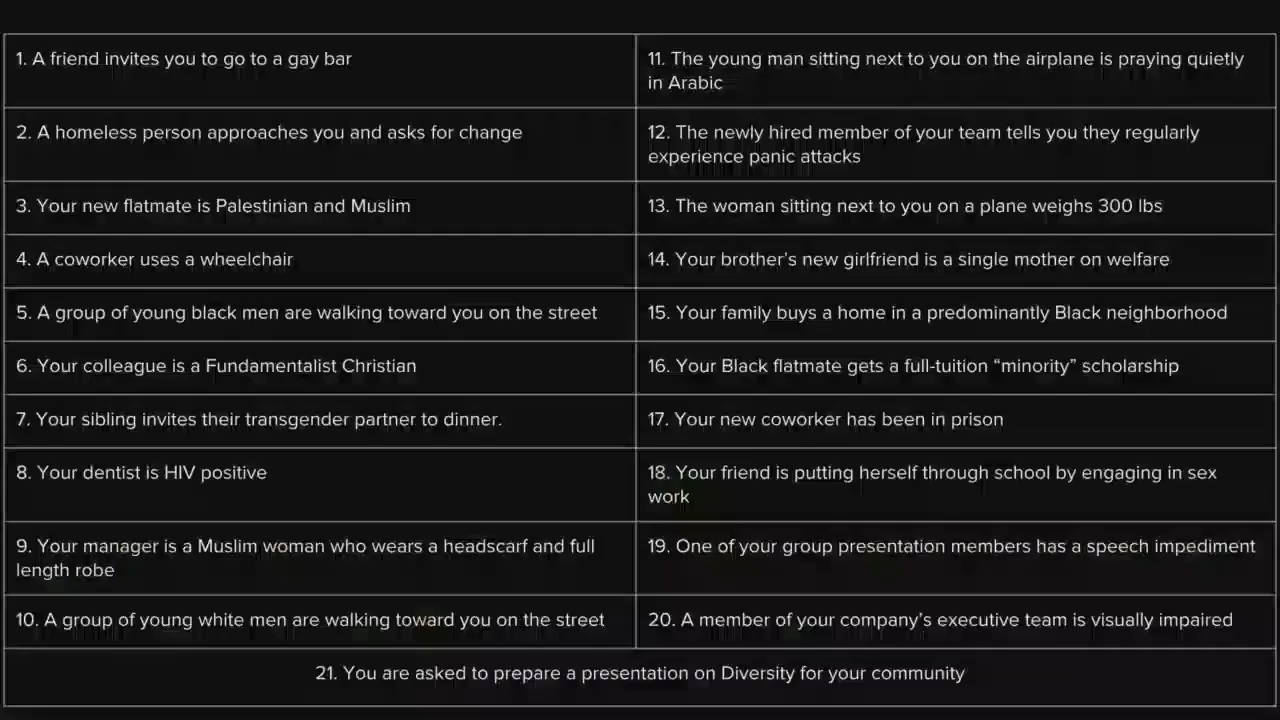 1. A friend invites you to go to a gay bar
11. The young man sitting next to you on the airplane is praying quietly
in Arabic
2. A homeless person approaches you and asks for change
12. The newly hired member of your team tells you they regularly
experience panic attacks
3. Your new flatmate is Palestinian and Muslim
13. The woman sitting next to you on a plane weighs 300 lbs
4. A coworker uses a wheelchair
14. Your brother’s new girlfriend is a single mother on welfare
5. A group of young black men are walking toward you on the street
15. Your family buys a home in a predominantly Black neighborhood
6. Your colleague is a Fundamentalist Christian
16. Your Black flatmate gets a full-tuition “minority” scholarship
7. Your sibling invites their transgender partner to dinner.
17. Your new coworker has been in prison
8. Your dentist is HIV positive
18. Your friend is putting herself through school by engaging in sex
work
9. Your manager is a Muslim woman who wears a headscarf and full
length robe
19. One of your group presentation members has a speech impediment
10. A group of young white men are walking toward you on the street
20. A member of your company’s executive team is visually impaired
21. You are asked to prepare a presentation on Diversity for your community